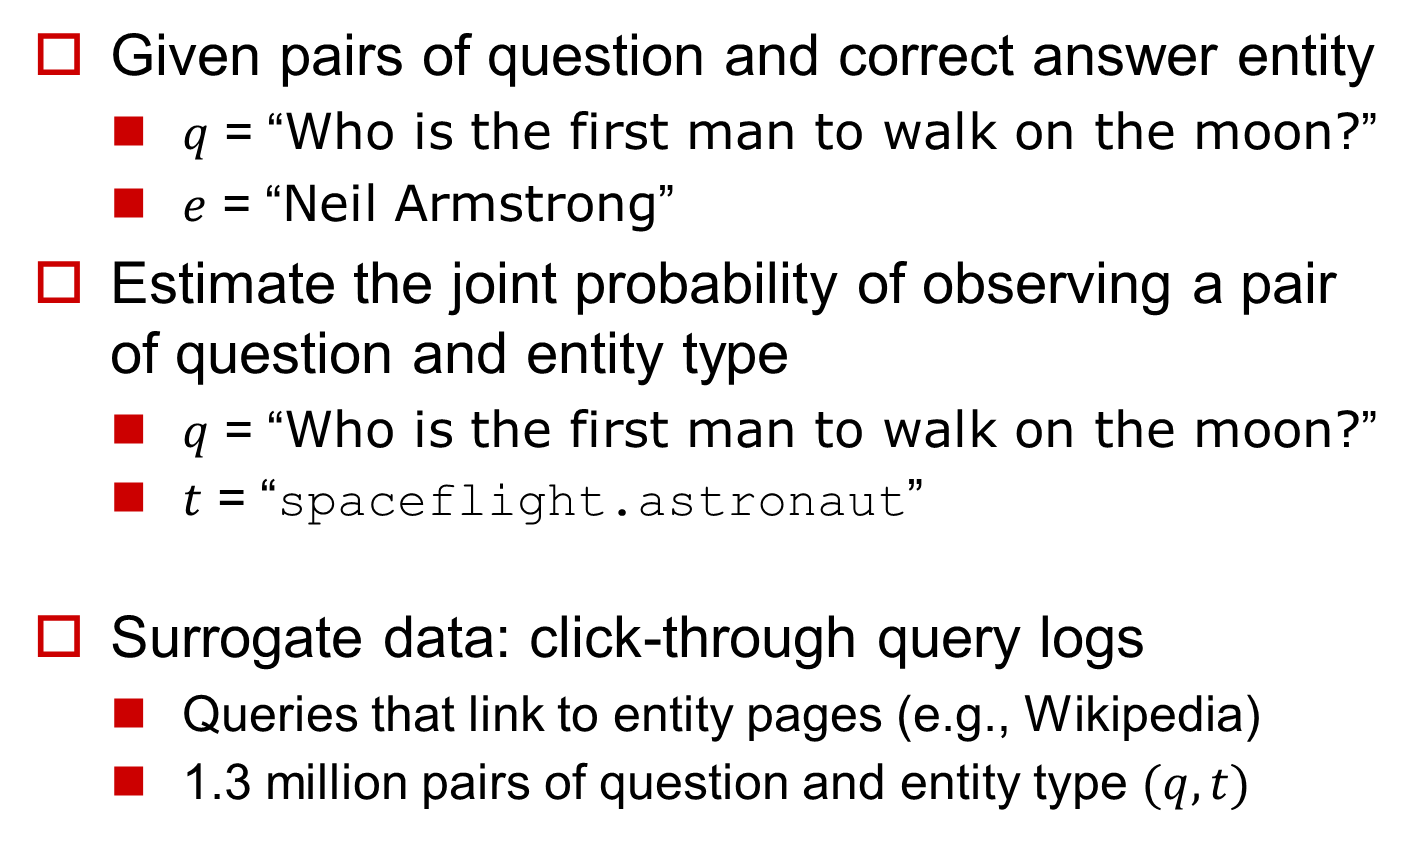 Given pairs of question and correct answer entity
q = “Who is the first man to walk on the moon?”
e = “Neil Armstrong”
Estimate the joint probability of observing a pair
of question and entity type
q = “Who is the first man to walk on the moon?”
t = “spaceflight.astronaut”
Surrogate data: click-through query logs
Queries that link to entity pages (e.g., Wikipedia)
1.3 million pairs of question and entity type (q, t)